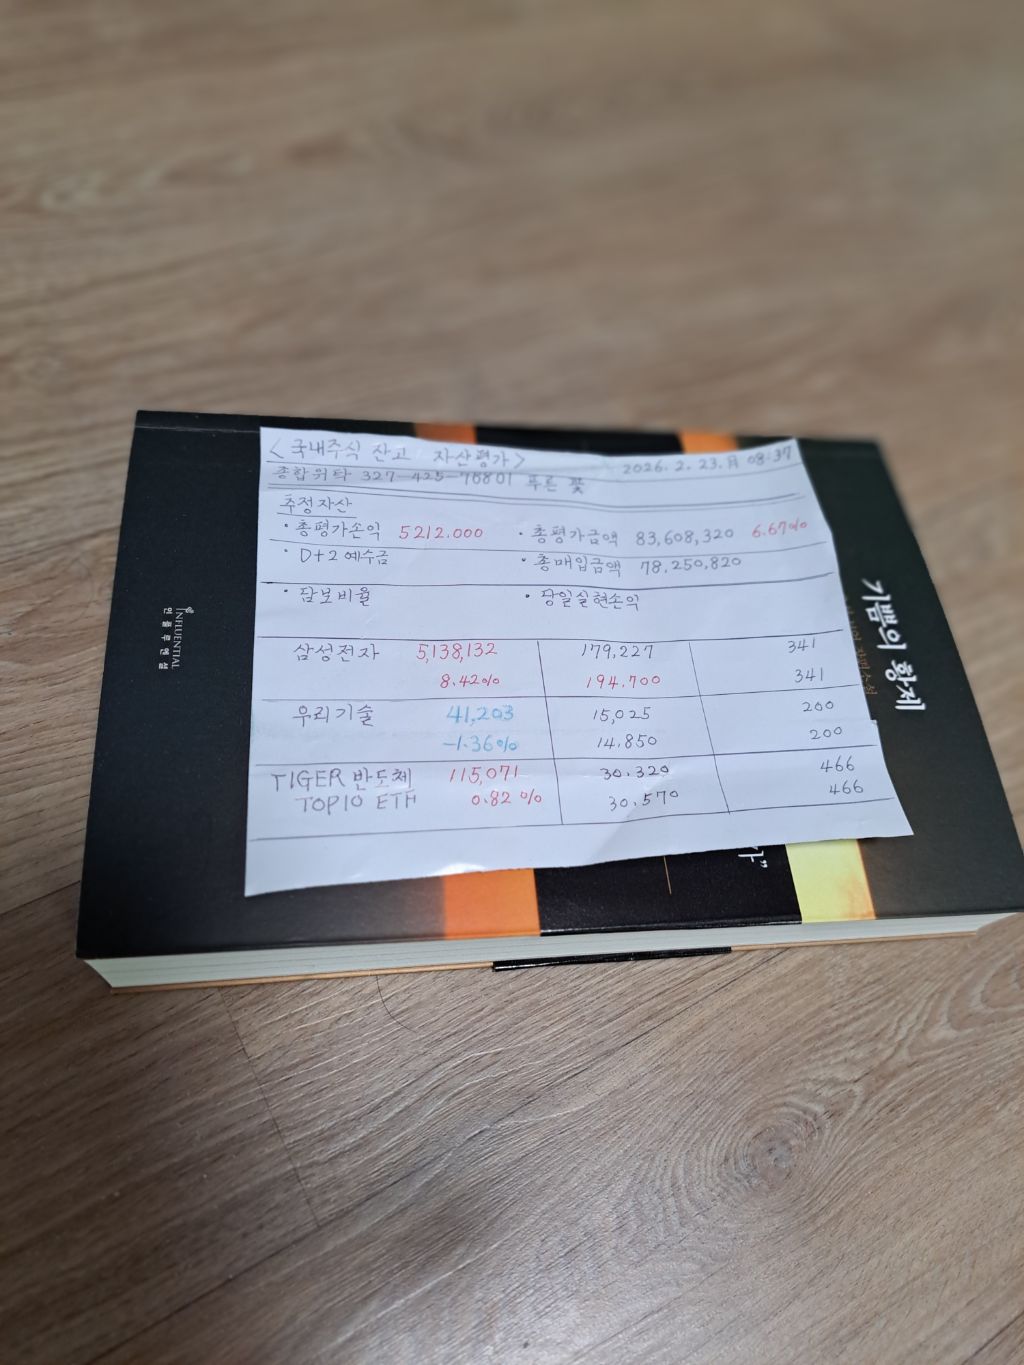 <국내주식 잔고 자산평가>
2026. 2. 23. 月 08:37
종합위탁 327-425-76801 푸른 꽃
추정자산
· 총평가손익 5212.000 · 총평가금액 83,608,320 6.67%
· D+2 예수금 · 총매입금액 78,250,820
· 담보비율 · 당일실현손익
삼성전자 5,138,132 179,227 341
8.42% 194.700 341
우리기술 41,203 15,025 200
-1.36% 14.850 200
TIGER 반도체 115,071 30.320 466
TOP10 ETH 0.82 % 30.570 466
기쁨의 황제
INFLUENTIAL
인플루엔셜
가”